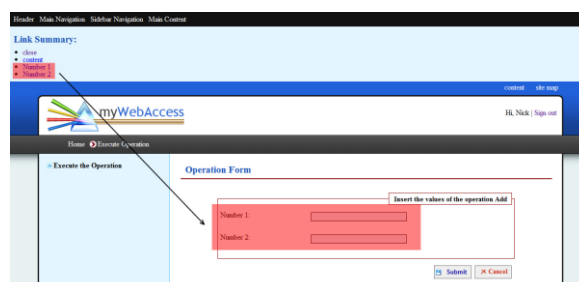 Header Main Navigation Sidebar Navigation Main Content
Link Summary:
close
content
Number 1
Number 2
content site map
myWebAccess
Hi, Nick | Sign out
Home Execute Operation
Execute the Operation
Operation Form
Insert the values of the operation Add
Number 1:
Number 2:
Submit Cancel